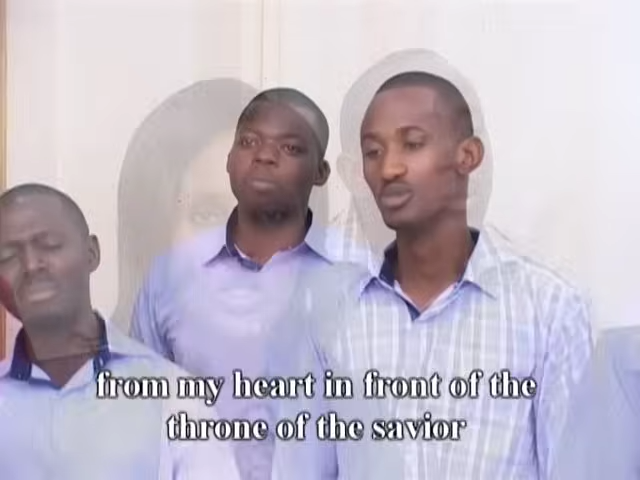 from my heart in front of the
throne of the savior